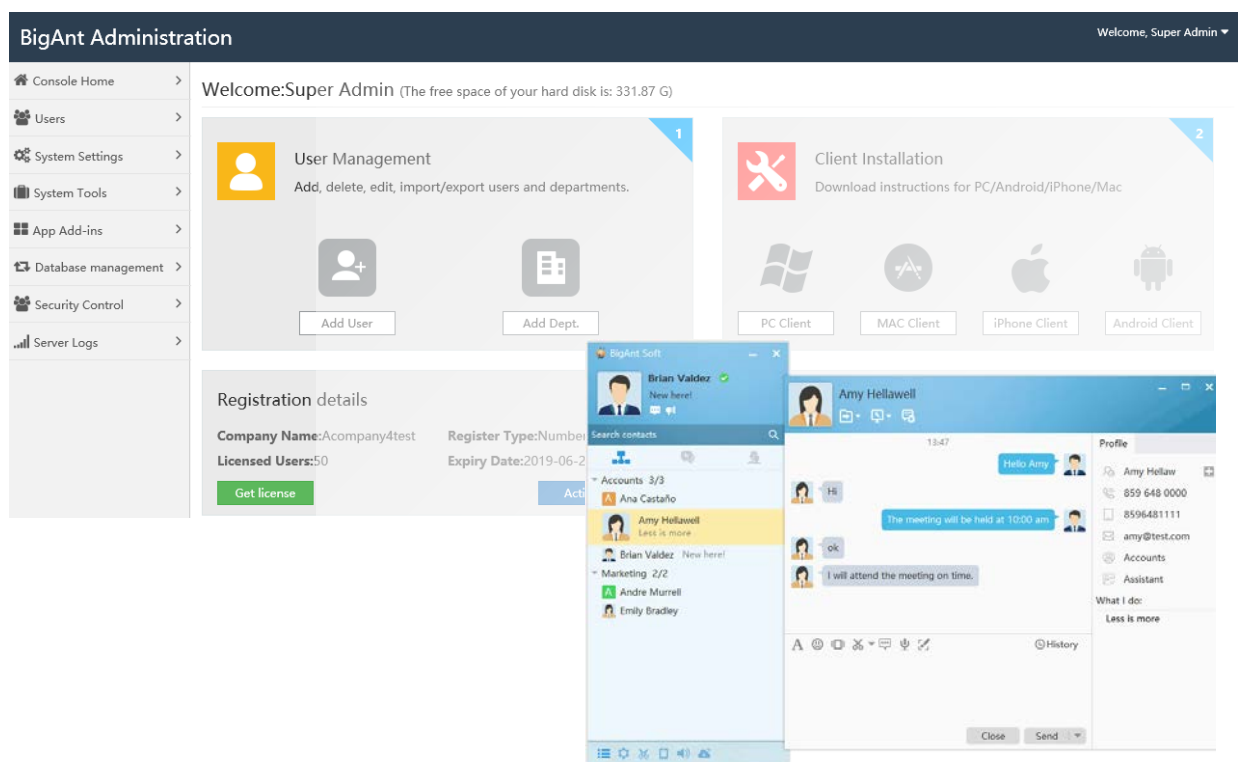 BigAnt Administration
Welcome, Super Admin
Console Home
Users
System Settings
System Tools
App Add-ins
Database management
Security Control
Server Logs
Welcome:Super Admin (The free space of your hard disk is: 331.87 G)
1
User Management
Add, delete, edit, import/export users and departments.
Add User
Add Dept.
2
Client Installation
Download instructions for PC/Android/iPhone/Mac
PC Client
MAC Client
iPhone Client
Android Client
Registration details
Company Name:Acompany4test
Register Type:Number
Licensed Users:50
Expiry Date:2019-06-2
Get license
Acti
BigAnt Soft
Brian Valdez
New here!
Search contacts
Accounts 3/3
A Ana Castaño
Amy Hellawell
Less is more
Brian Valdez New here!
Marketing 2/2
A Andre Murrell
Emily Bradley
Amy Hellawell
13:47
Hello Amy
Hi
The meeting will be held at 10:00 am
ok
I will attend the meeting on time.
A
History
Close
Send
Profile
Amy Hellaw
859 648 0000
8596481111
amy@test.com
Accounts
Assistant
What I do:
Less is more